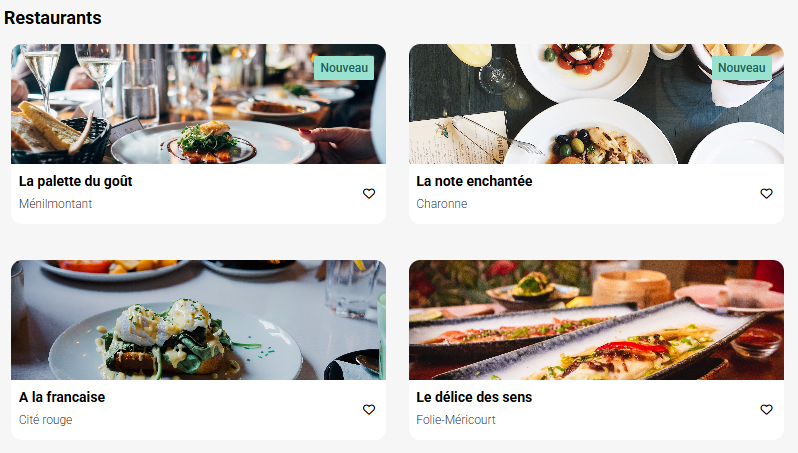 Restaurants
Nouveau
Nouveau
La palette du goût
Ménilmontant
La note enchantée
Charonne
A la francaise
Cité rouge
Le délice des sens
Folie-Méricourt